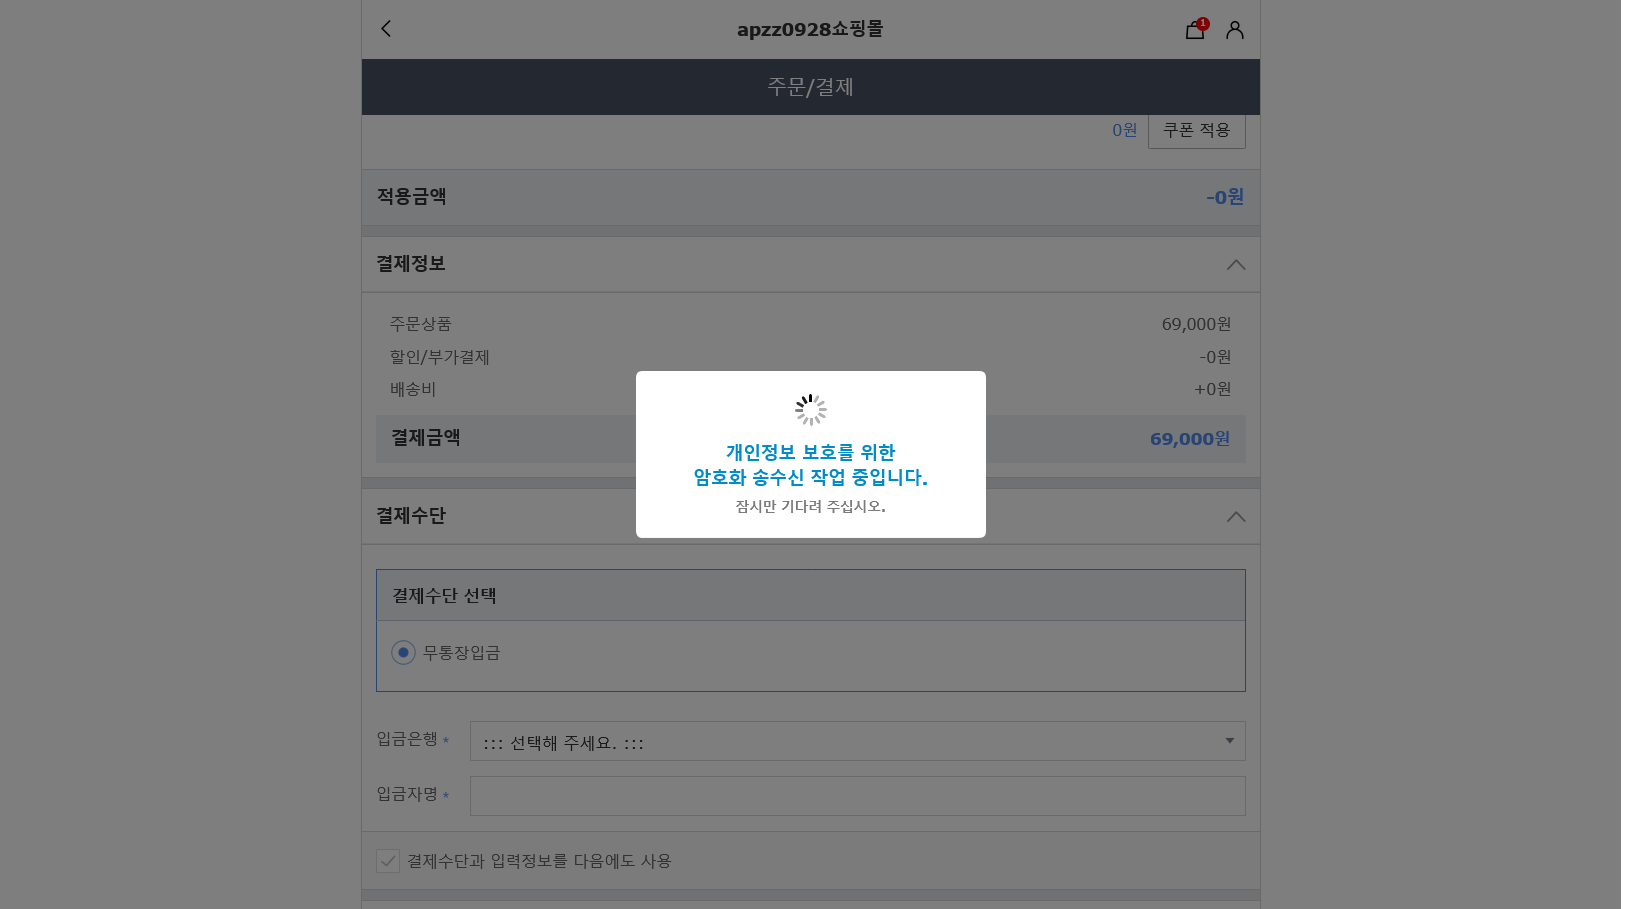 apzz0928쇼핑몰
1
주문/결제
0원 쿠폰 적용
적용금액 -0원
결제정보
주문상품 69,000원
할인/부가결제 -0원
배송비 +0원
결제금액 69,000원
개인정보 보호를 위한
암호화 송수신 작업 중입니다.
잠시만 기다려 주십시오.
결제수단
결제수단 선택
무통장입금
입금은행 * ::: 선택해 주세요. :::
입금자명 *
결제수단과 입력정보를 다음에도 사용